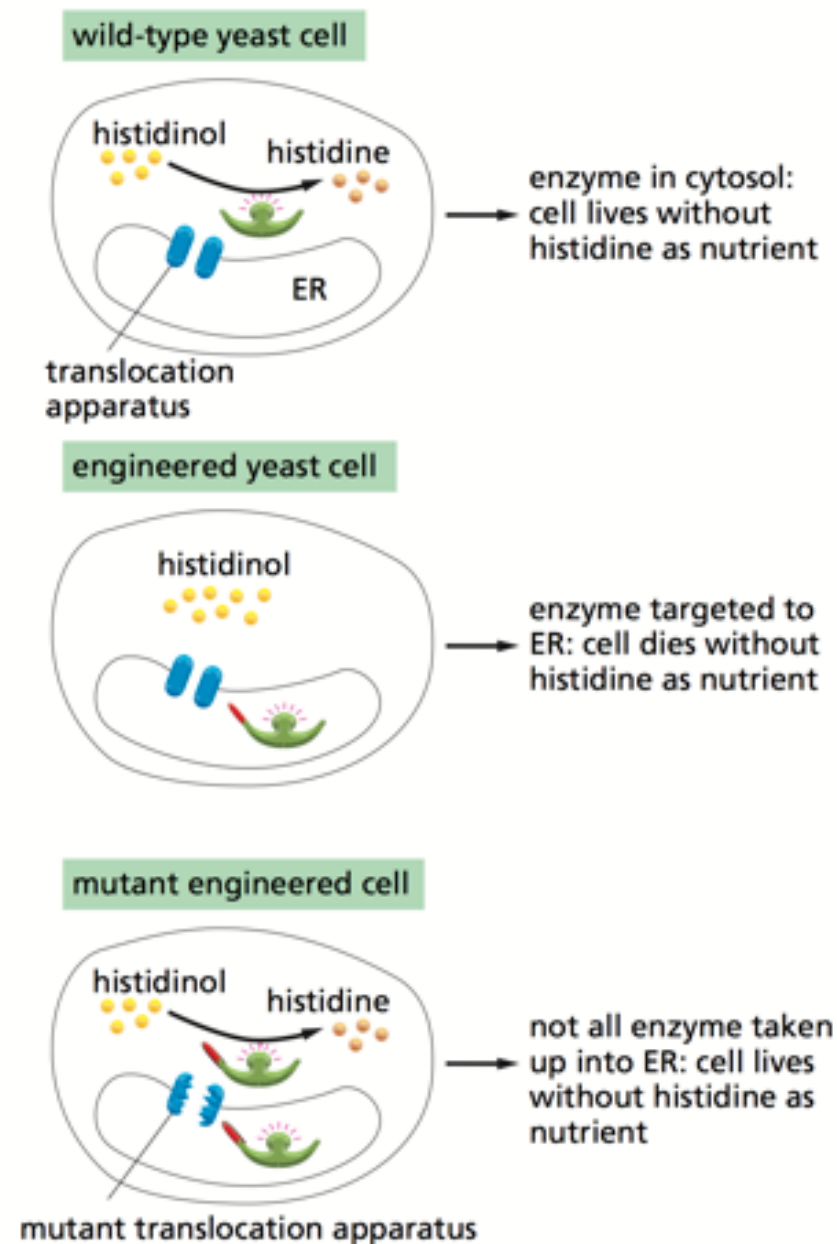 wild-type yeast cell
histidinol
histidine
ER
translocation
apparatus
enzyme in cytosol:
cell lives without
histidine as nutrient
engineered yeast cell
histidinol
enzyme targeted to
ER: cell dies without
histidine as nutrient
mutant engineered cell
histidinol
histidine
mutant translocation apparatus
not all enzyme taken
up into ER: cell lives
without histidine as
nutrient